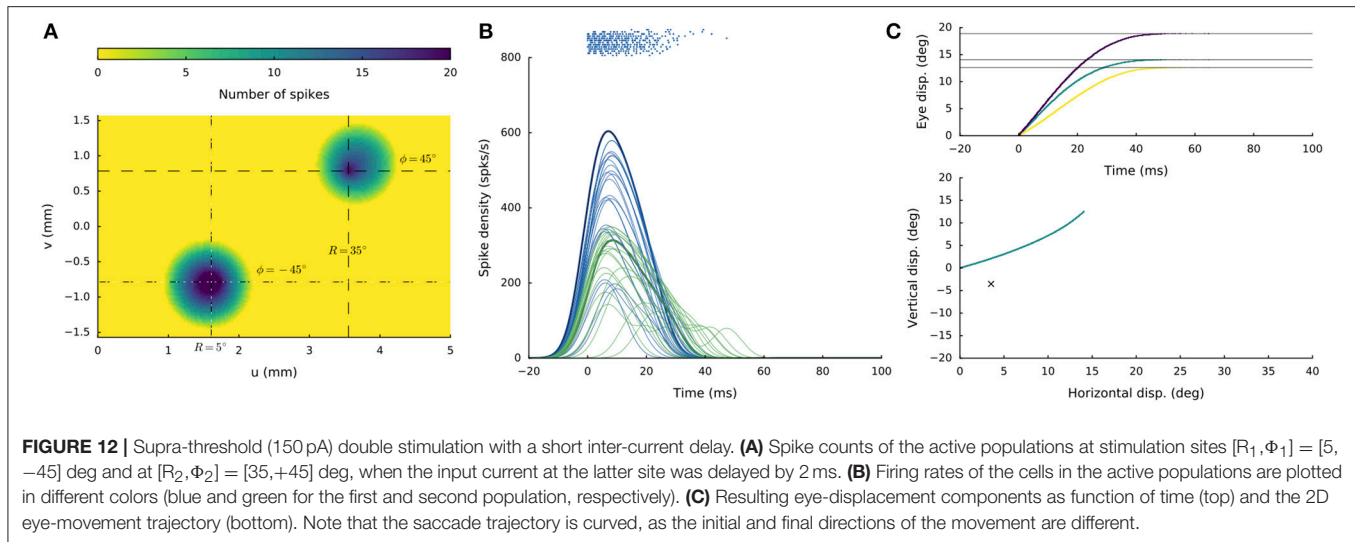 A
0 5 10 15 20
Number of spikes
1.5
1.0
0.5
0.0
−0.5
−1.0
−1.5
v (mm)
ϕ = 45°
R = 35°
ϕ = −45°
R = 5°
0 1 2 3 4 5
u (mm)
B
800
600
400
200
0
Spike density (spks/s)
−20 0 20 40 60 80 100
Time (ms)
C
20
15
10
5
0
Eye disp. (deg)
−20 0 20 40 60 80 100
Time (ms)
20
15
10
5
0
−5
−10
−15
−20
Vertical disp. (deg)
0 5 10 15 20 25 30 35 40
Horizontal disp. (deg)
FIGURE 12 | Supra-threshold (150 pA) double stimulation with a short inter-current delay. (A) Spike counts of the active populations at stimulation sites [R₁,Φ₁] = [5,
−45] deg and at [R₂,Φ₂] = [35,+45] deg, when the input current at the latter site was delayed by 2 ms. (B) Firing rates of the cells in the active populations are plotted
in different colors (blue and green for the first and second population, respectively). (C) Resulting eye-displacement components as function of time (top) and the 2D
eye-movement trajectory (bottom). Note that the saccade trajectory is curved, as the initial and final directions of the movement are different.